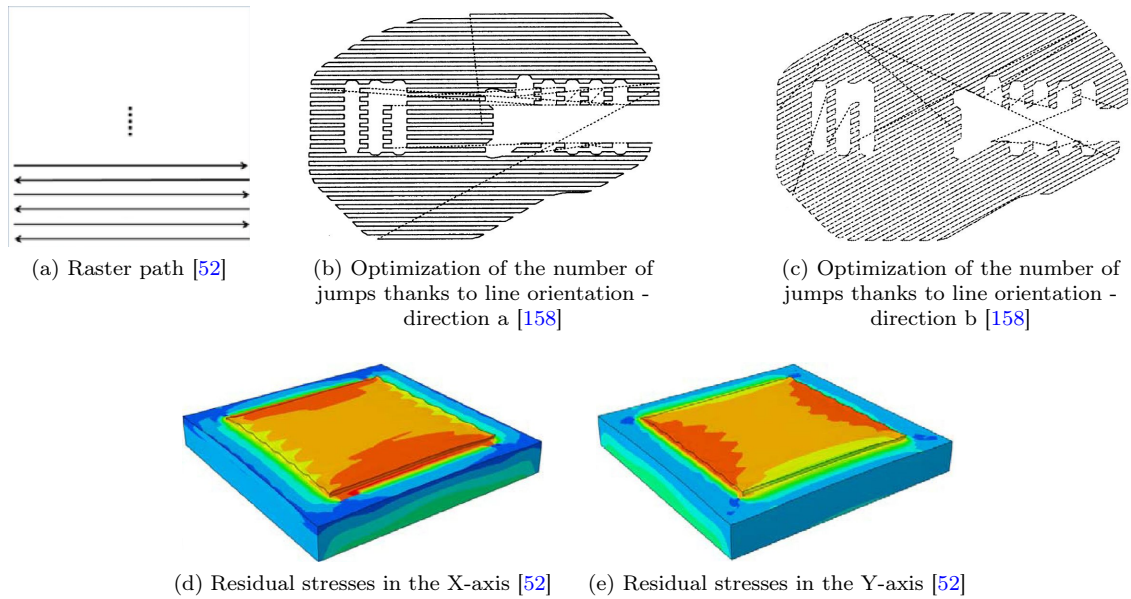 (a) Raster path [52]
(b) Optimization of the number of
jumps thanks to line orientation -
direction a [158]
(c) Optimization of the number of
jumps thanks to line orientation -
direction b [158]
(d) Residual stresses in the X-axis [52]
(e) Residual stresses in the Y-axis [52]